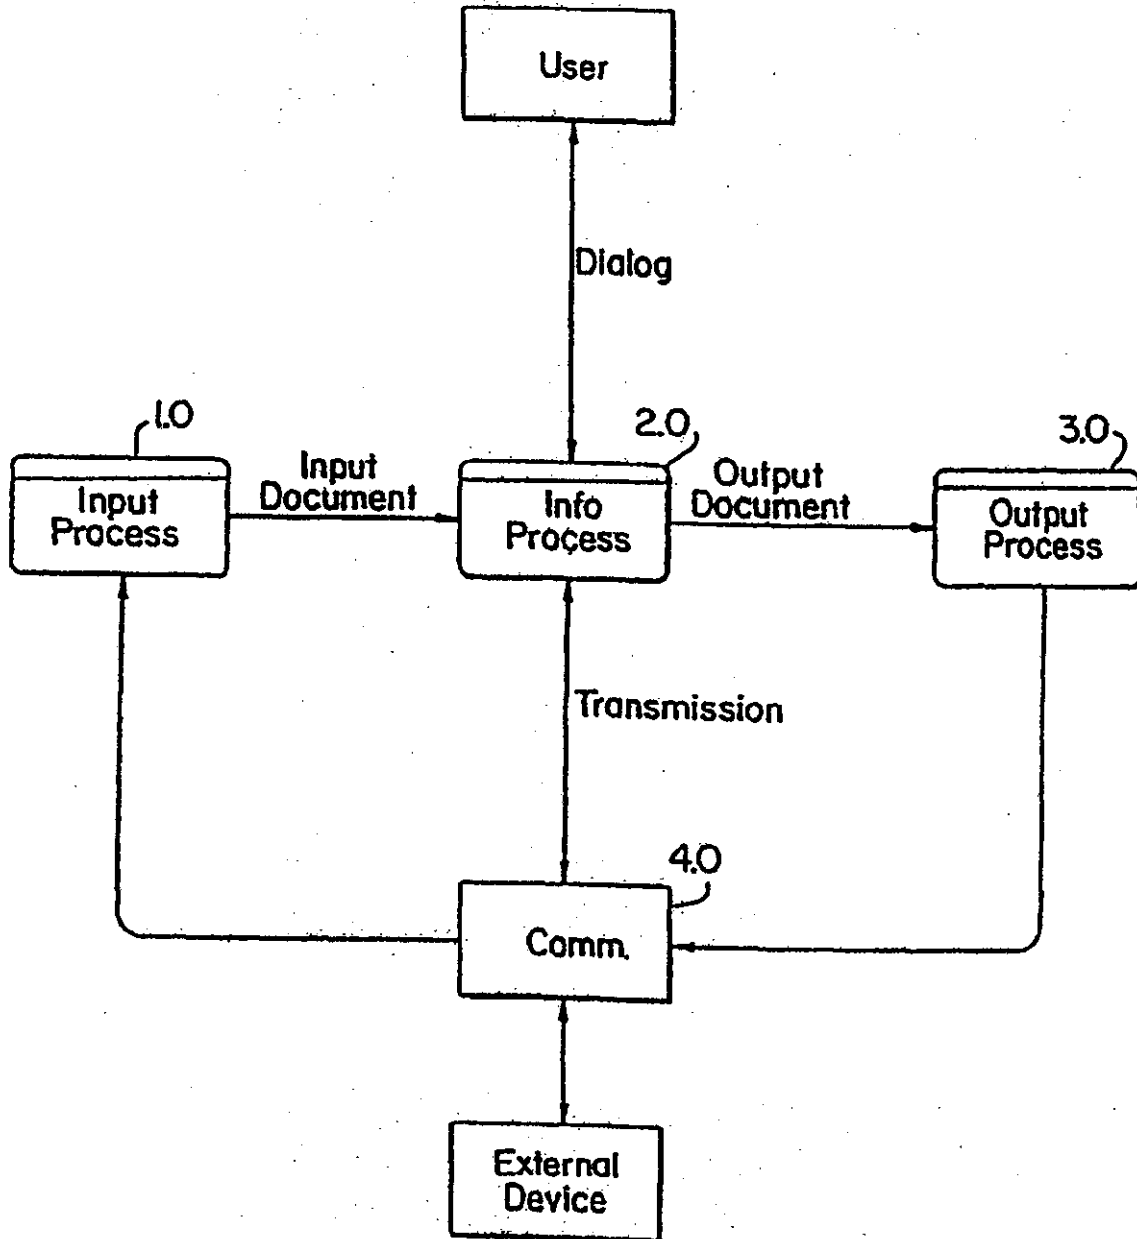 User
Dialog
1.0
2.0
3.0
Input
Process
Input
Document
Info
Process
Output
Document
Output
Process
Transmission
4.0
Comm.
External
Device